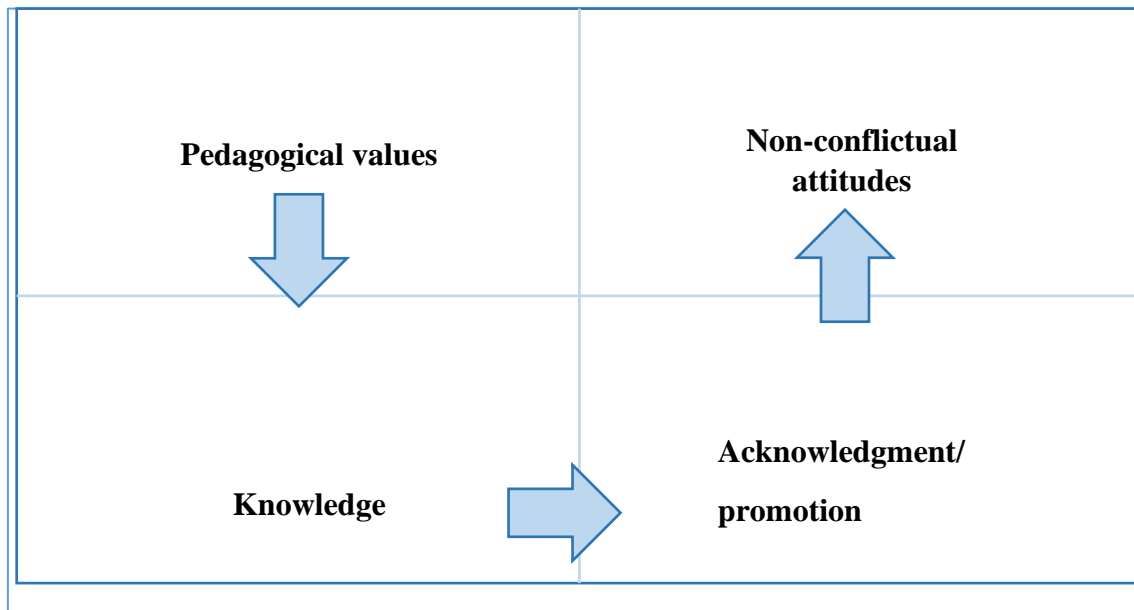 Pedagogical values
Non-conflictual
attitudes
Knowledge
Acknowledgment/
promotion